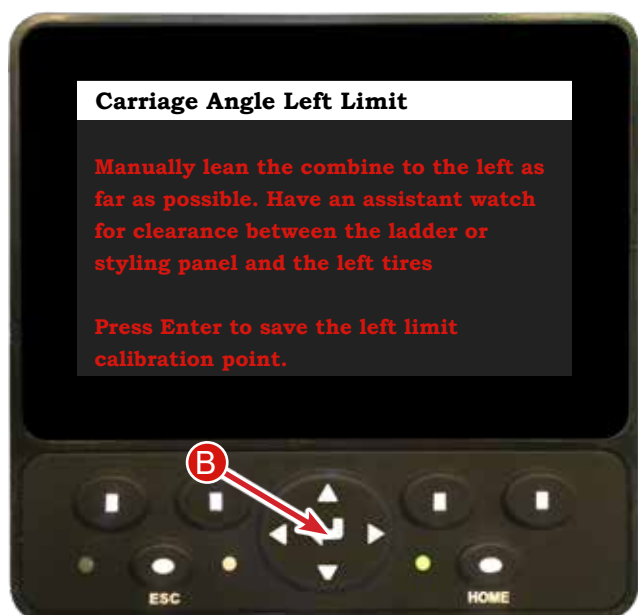 Carriage Angle Left Limit
Manually lean the combine to the left as
far as possible. Have an assistant watch
for clearance between the ladder or
styling panel and the left tires
Press Enter to save the left limit
calibration point.
B
ESC
HOME